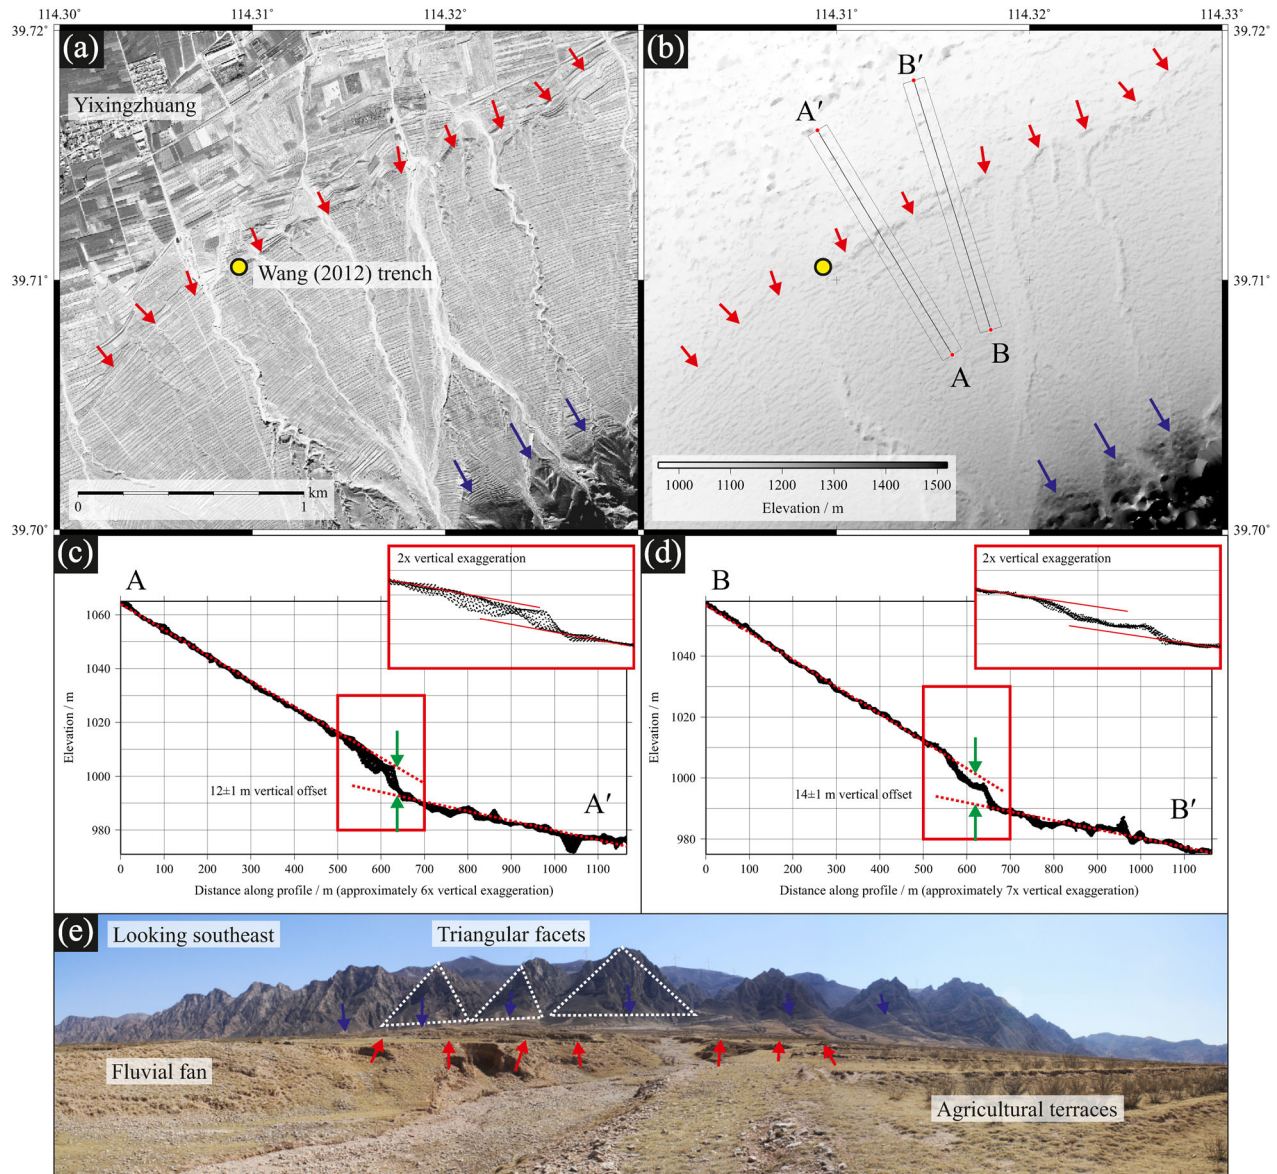 114.30°
114.31°
114.32°
114.31°
114.32°
114.33°
39.72°
39.72°
(a)
Yixingzhuang
(b)
B′
A′
39.71°
39.71°
Wang (2012) trench
B
A
km
0
1
1000
1100
1200
1300
1400
1500
Elevation / m
39.70°
39.70°
(c)
A
2x vertical exaggeration
1060
1040
1020
1000
980
Elevation / m
12±1 m vertical offset
A′
0
100
200
300
400
500
600
700
800
900
1000
1100
Distance along profile / m (approximately 6x vertical exaggeration)
(d)
B
2x vertical exaggeration
1040
1020
1000
980
Elevation / m
14±1 m vertical offset
B′
0
100
200
300
400
500
600
700
800
900
1000
1100
Distance along profile / m (approximately 7x vertical exaggeration)
(e)
Looking southeast
Triangular facets
Fluvial fan
Agricultural terraces